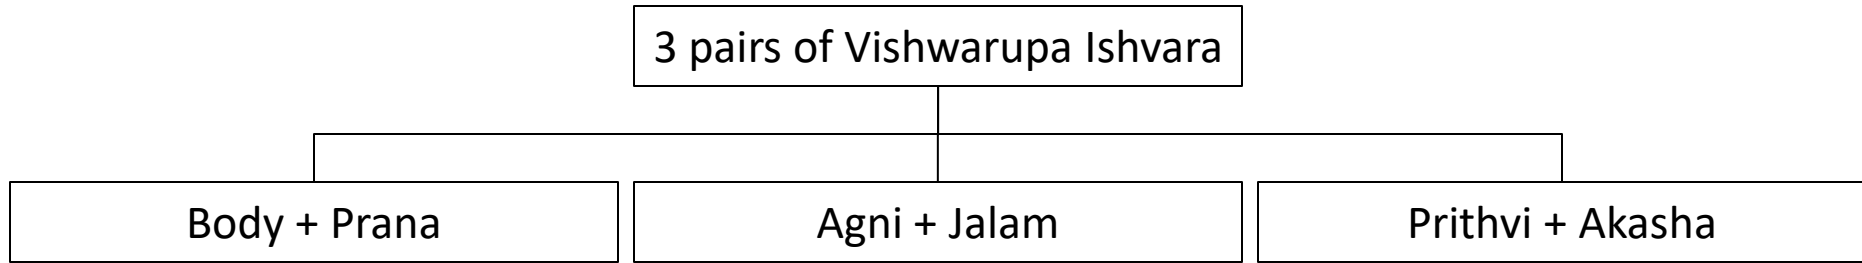 3 pairs of Vishwarupa Ishvara
Body + Prana
Agni + Jalam
Prithvi + Akasha